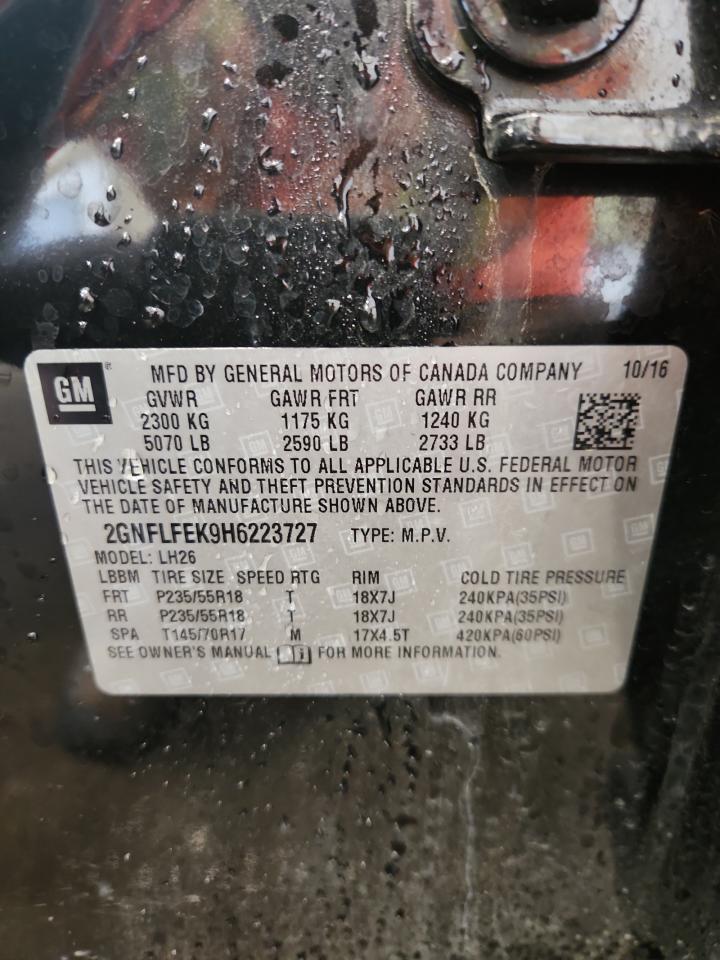 GM MFD BY GENERAL MOTORS OF CANADA COMPANY 10/16
GVWR GAWR FRT GAWR RR
2300 KG 1175 KG 1240 KG
5070 LB 2590 LB 2733 LB
THIS VEHICLE CONFORMS TO ALL APPLICABLE U.S. FEDERAL MOTOR
VEHICLE SAFETY AND THEFT PREVENTION STANDARDS IN EFFECT ON
THE DATE OF MANUFACTURE SHOWN ABOVE.
2GNFLFEK9H6223727 TYPE: M.P.V.
MODEL: LH26
LBBM TIRE SIZE SPEED RTG RIM COLD TIRE PRESSURE
FRT P235/55R18 T 18X7J 240KPA(35PSI)
RR P235/55R18 T 18X7J 240KPA(35PSI)
SPA T145/70R17 M 17X4.5T 420KPA(60PSI)
SEE OWNER'S MANUAL FOR MORE INFORMATION.